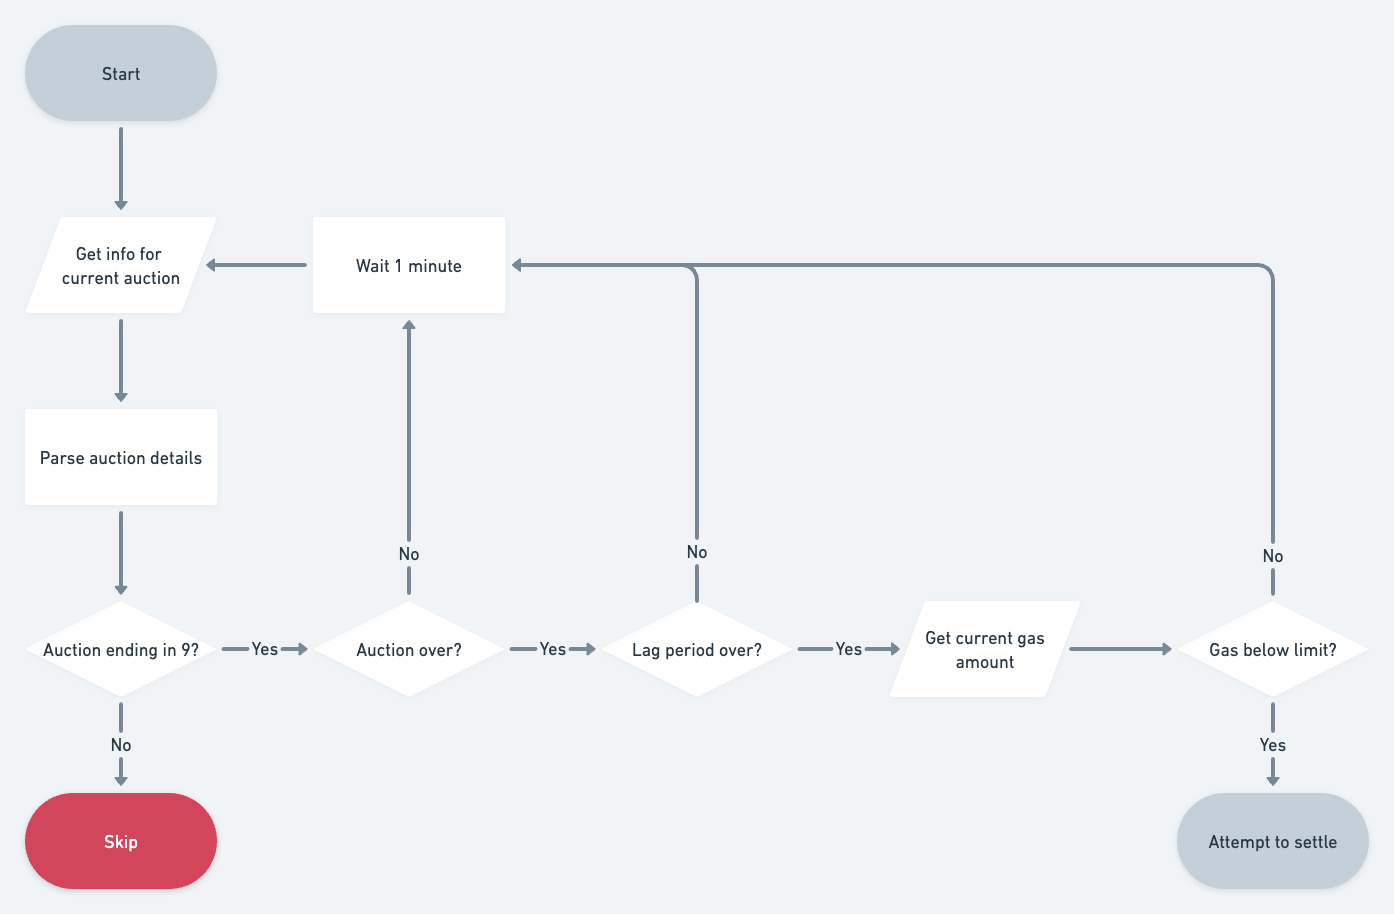 Start
Get info for
current auction
Wait 1 minute
Parse auction details
No
No
No
Auction ending in 9?
Yes
Auction over?
Yes
Lag period over?
Yes
Get current gas
amount
Gas below limit?
No
Yes
Skip
Attempt to settle